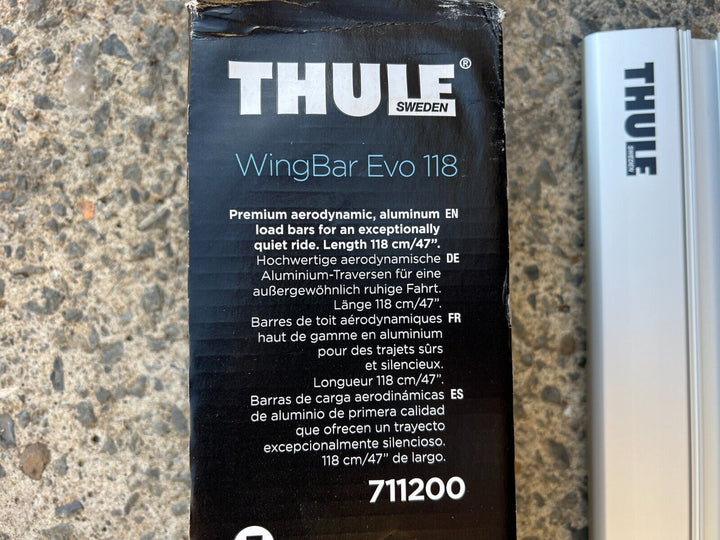 THULE®
SWEDEN
WingBar Evo 118
Premium aerodynamic, aluminum EN
load bars for an exceptionally
quiet ride. Length 118 cm/47”.
Hochwertige aerodynamische DE
Aluminium-Traversen für eine
außergewöhnlich ruhige Fahrt.
Länge 118 cm/47”.
Barres de toit aérodynamiques FR
haut de gamme en aluminium
pour des trajets sûrs
et silencieux.
Longueur 118 cm/47”.
Barras de carga aerodinámicas ES
de aluminio de primera calidad
que ofrecen un trayecto
excepcionalmente silencioso.
118 cm/47” de largo.
711200
THULE
SWEDEN